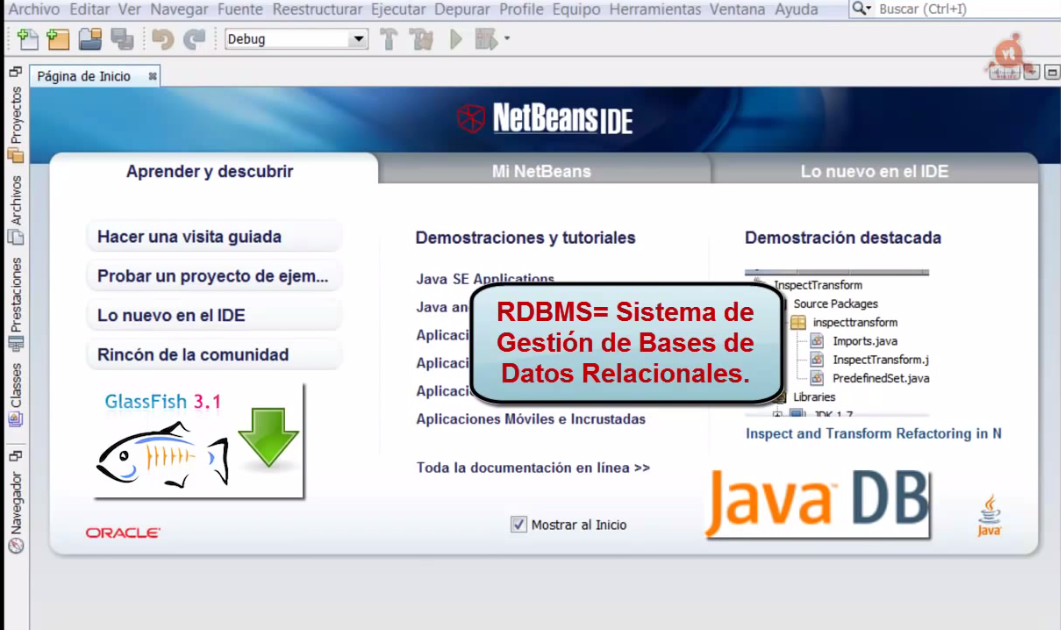 Archivo Editar Ver Navegar Fuente Reestructurar Ejecutar Depurar Profile Equipo Herramientas Ventana Ayuda
Buscar (Ctrl+I)
Debug
vt
Página de Inicio
Proyectos
Archivos
Prestaciones
Classes
Navegador
NetBeans IDE
Aprender y descubrir
Mi NetBeans
Lo nuevo en el IDE
Hacer una visita guiada
Probar un proyecto de ejem...
Lo nuevo en el IDE
Rincón de la comunidad
GlassFish 3.1
ORACLE
Demostraciones y tutoriales
Java SE Applications
Java an
Aplicaci
Aplicaci
Aplicaci
Aplicaciones Móviles e Incrustadas
Toda la documentación en línea >>
Mostrar al Inicio
RDBMS= Sistema de
Gestión de Bases de
Datos Relacionales.
Demostración destacada
InspectTransform
Source Packages
inspecttransform
Imports.java
InspectTransform.j
PredefinedSet.java
Libraries
JDK 1.7
Inspect and Transform Refactoring in N
Java DB
Java